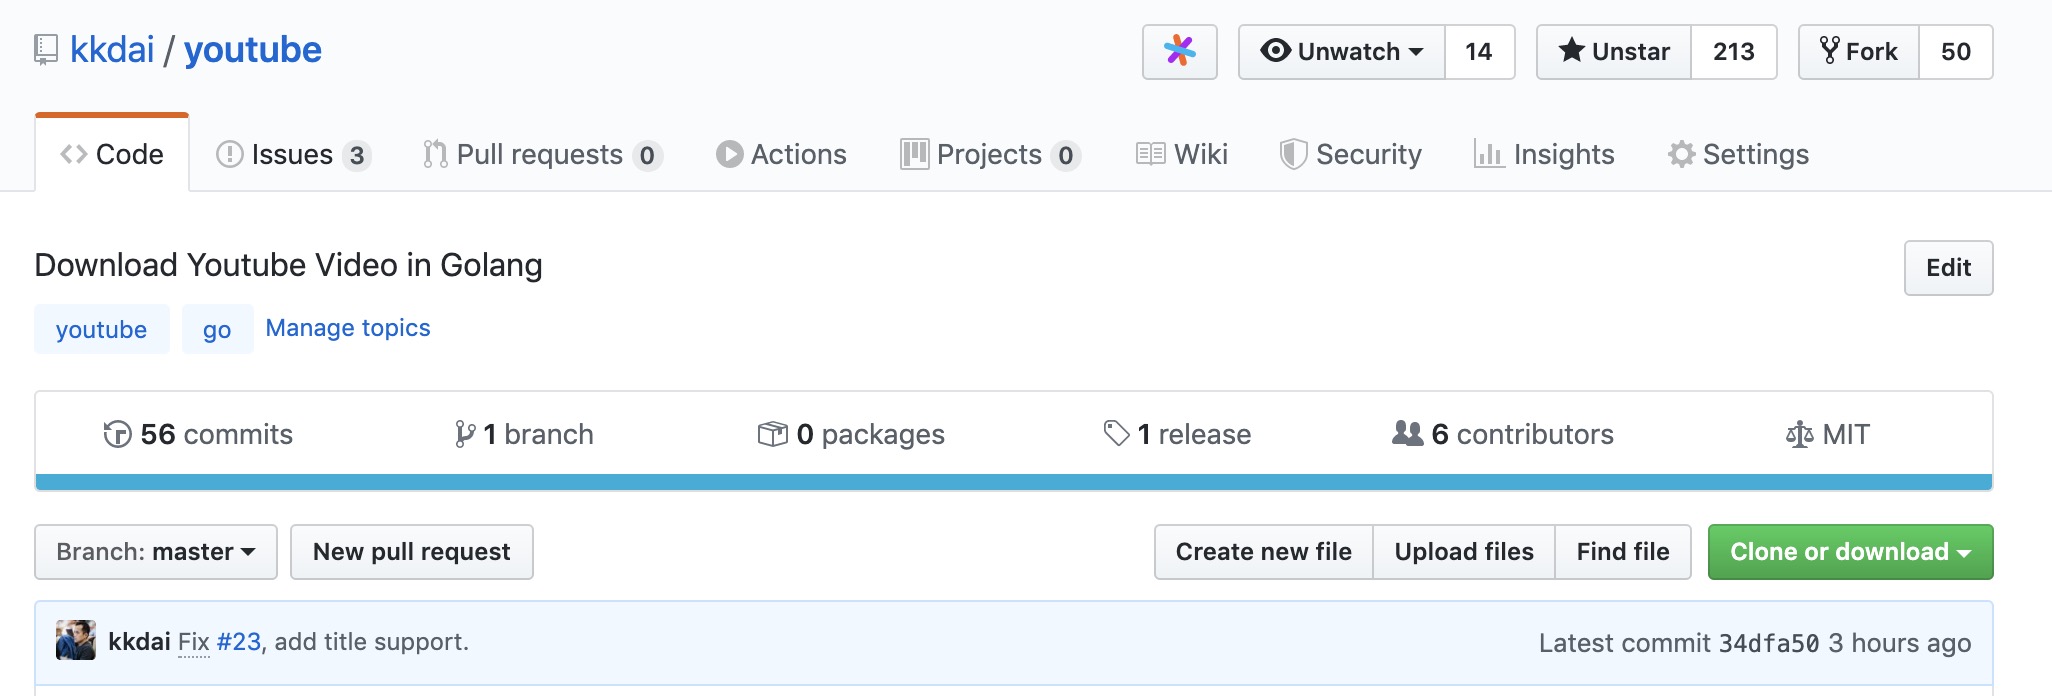 kkdai / youtube
Unwatch 14 Unstar 213 Fork 50
Code Issues 3 Pull requests 0 Actions Projects 0 Wiki Security Insights Settings
Download Youtube Video in Golang
Edit
youtube go Manage topics
56 commits 1 branch 0 packages 1 release 6 contributors MIT
Branch: master New pull request Create new file Upload files Find file Clone or download
kkdai Fix #23, add title support. Latest commit 34dfa50 3 hours ago